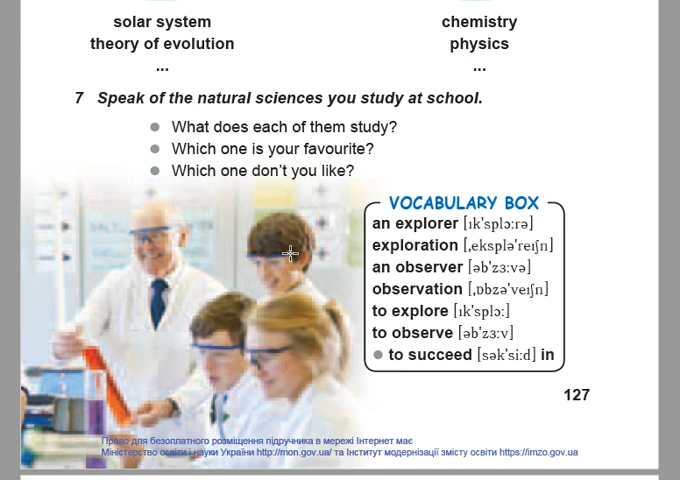 solar system
chemistry
theory of evolution
physics
...
...
7 Speak of the natural sciences you study at school.
What does each of them study?
Which one is your favourite?
Which one don't you like?
VOCABULARY BOX
an explorer [ɪk'splɔ:rə]
exploration [ˌeksplə'reɪʃn]
an observer [əb'zɜ:və]
observation [ˌɒbzə'veɪʃn]
to explore [ɪk'splɔ:]
to observe [əb'zɜ:v]
to succeed [sək'si:d] in
127
Право для безоплатного розміщення підручника в мережі Інтернет має
Міністерство освіти і науки України http://mon.gov.ua/ та Інститут модернізації змісту освіти https://imzo.gov.ua